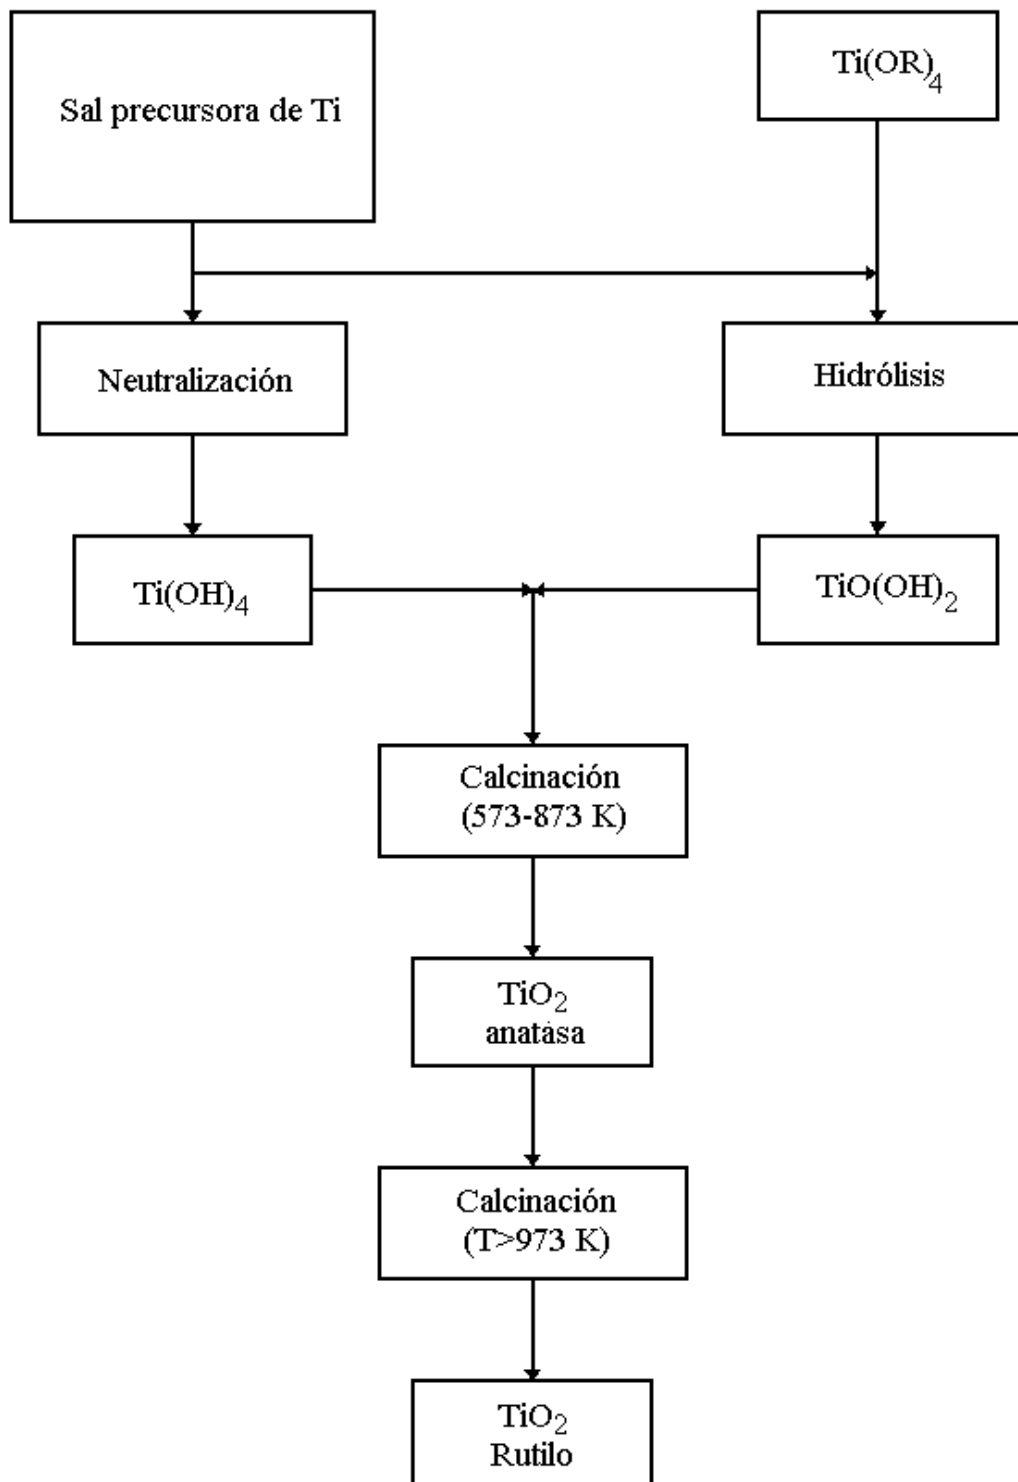 Sal precursora de Ti
Ti(OR)4
Neutralización
Hidrólisis
Ti(OH)4
TiO(OH)2
Calcinación
(573-873 K)
TiO2
anatása
Calcinación
(T>973 K)
TiO2
Rutilo